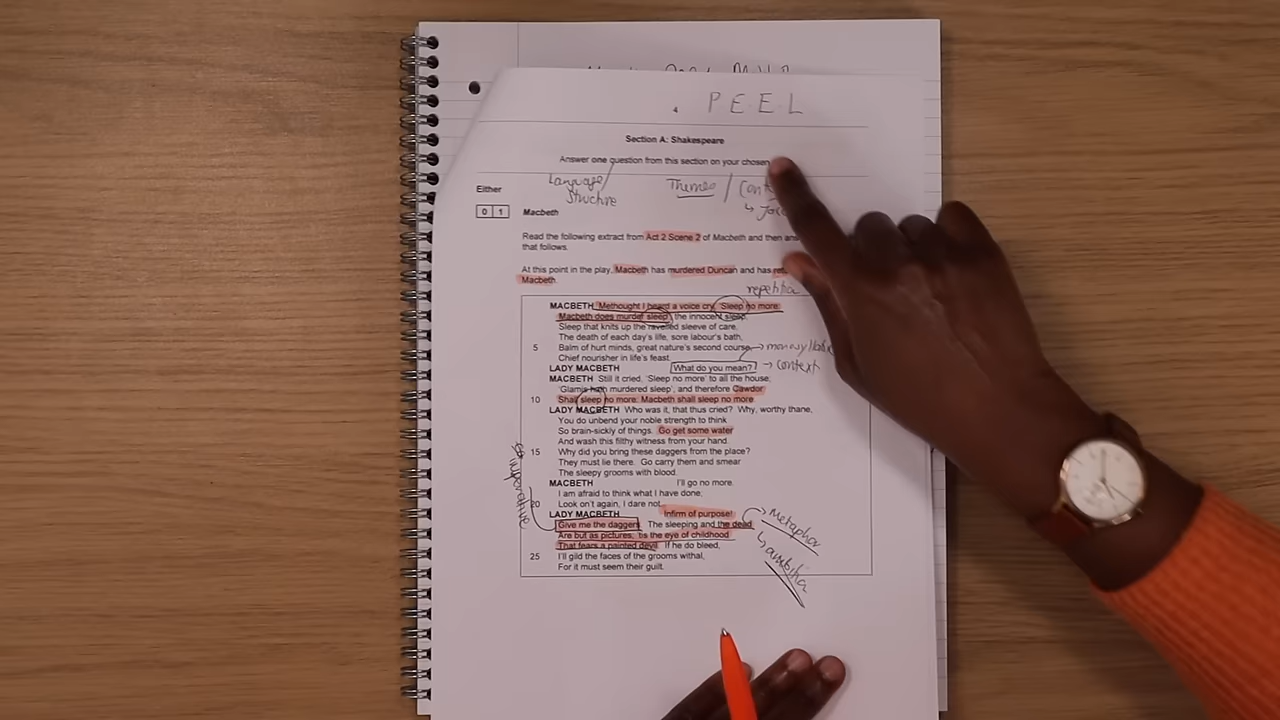 P.E.E.L
4
Section A: Shakespeare
Answer one question from this section on your chosen
Language/
Structure
Themes /
Either
0 1
Macbeth
Read the following extract from Act 2 Scene 2 of Macbeth and then
that follows.
At this point in the play, Macbeth has murdered Duncan and has
Macbeth.
repetition
MACBETH Methought I heard a voice cry, 'Sleep no more:
Macbeth does murder sleep', the innocent sleep,
Sleep that knits up the ravelled sleeve of care,
The death of each day's life, sore labour's bath,
5 Balm of hurt minds, great nature's second course, → monosyllabic
Chief nourisher in life's feast.
LADY MACBETH What do you mean? → context
MACBETH Still it cried, 'Sleep no more' to all the house;
'Glamis hath murdered sleep', and therefore Cawdor
10 Shall sleep no more: Macbeth shall sleep no more.
LADY MACBETH Who was it, that thus cried? Why, worthy thane,
You do unbend your noble strength to think
So brain-sickly of things. Go get some water
And wash this filthy witness from your hand.
15 Why did you bring these daggers from the place?
They must lie there. Go carry them and smear
The sleepy grooms with blood.
MACBETH I'll go no more.
I am afraid to think what I have done;
20 Look on't again, I dare not.
LADY MACBETH Infirm of purpose!
Give me the daggers. The sleeping and the dead
Are but as pictures; 'tis the eye of childhood
That fears a painted devil. If he do bleed,
25 I'll gild the faces of the grooms withal,
For it must seem their guilt.
imperative
Metaphor
ambition